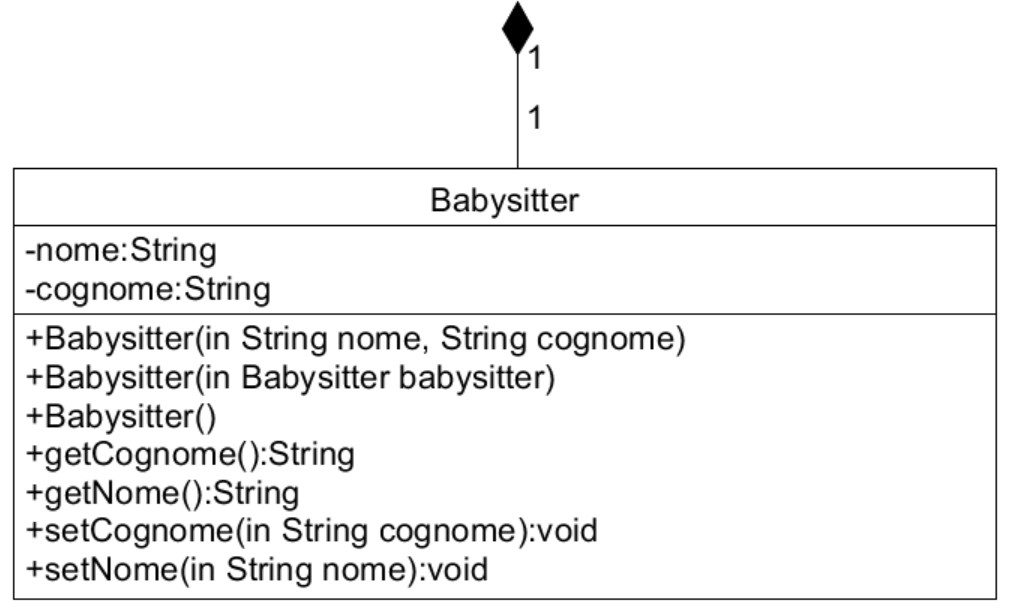 1
1
Babysitter
-nome:String
-cognome:String
+Babysitter(in String nome, String cognome)
+Babysitter(in Babysitter babysitter)
+Babysitter()
+getCognome():String
+getNome():String
+setCognome(in String cognome):void
+setNome(in String nome):void